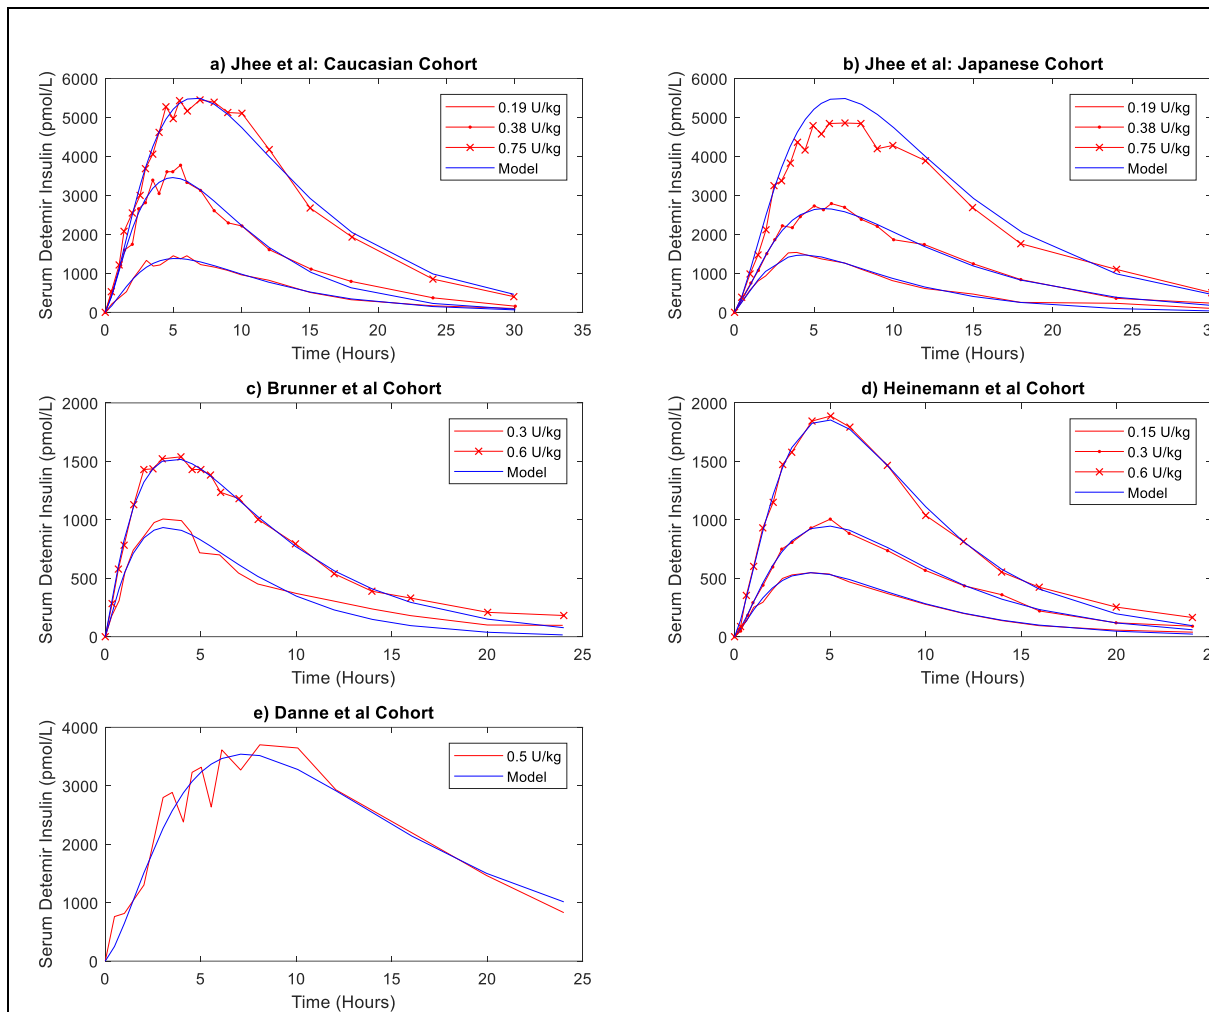 a) Jhee et al: Caucasian Cohort
6000
5000
4000
3000
2000
1000
0
Serum Detemir Insulin (pmol/L)
0 5 10 15 20 25 30 35
Time (Hours)
0.19 U/kg
0.38 U/kg
0.75 U/kg
Model
b) Jhee et al: Japanese Cohort
6000
5000
4000
3000
2000
1000
0
Serum Detemir Insulin (pmol/L)
0 5 10 15 20 25
Time (Hours)
0.19 U/kg
0.38 U/kg
0.75 U/kg
Model
c) Brunner et al Cohort
2000
1500
1000
500
0
Serum Detemir Insulin (pmol/L)
0 5 10 15 20 25
Time (Hours)
0.3 U/kg
0.6 U/kg
Model
d) Heinemann et al Cohort
2000
1500
1000
500
0
Serum Detemir Insulin (pmol/L)
0 5 10 15 20
Time (Hours)
0.15 U/kg
0.3 U/kg
0.6 U/kg
Model
e) Danne et al Cohort
4000
3000
2000
1000
0
Serum Detemir Insulin (pmol/L)
0 5 10 15 20 25
Time (Hours)
0.5 U/kg
Model